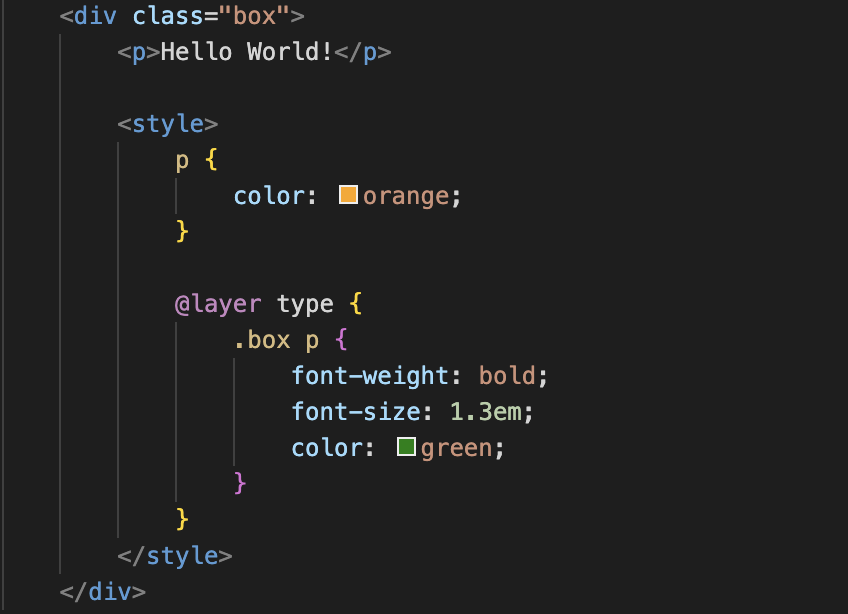 <div class="box">
<p>Hello World!</p>
<style>
p {
color: orange;
}
@layer type {
.box p {
font-weight: bold;
font-size: 1.3em;
color: green;
}
}
</style>
</div>